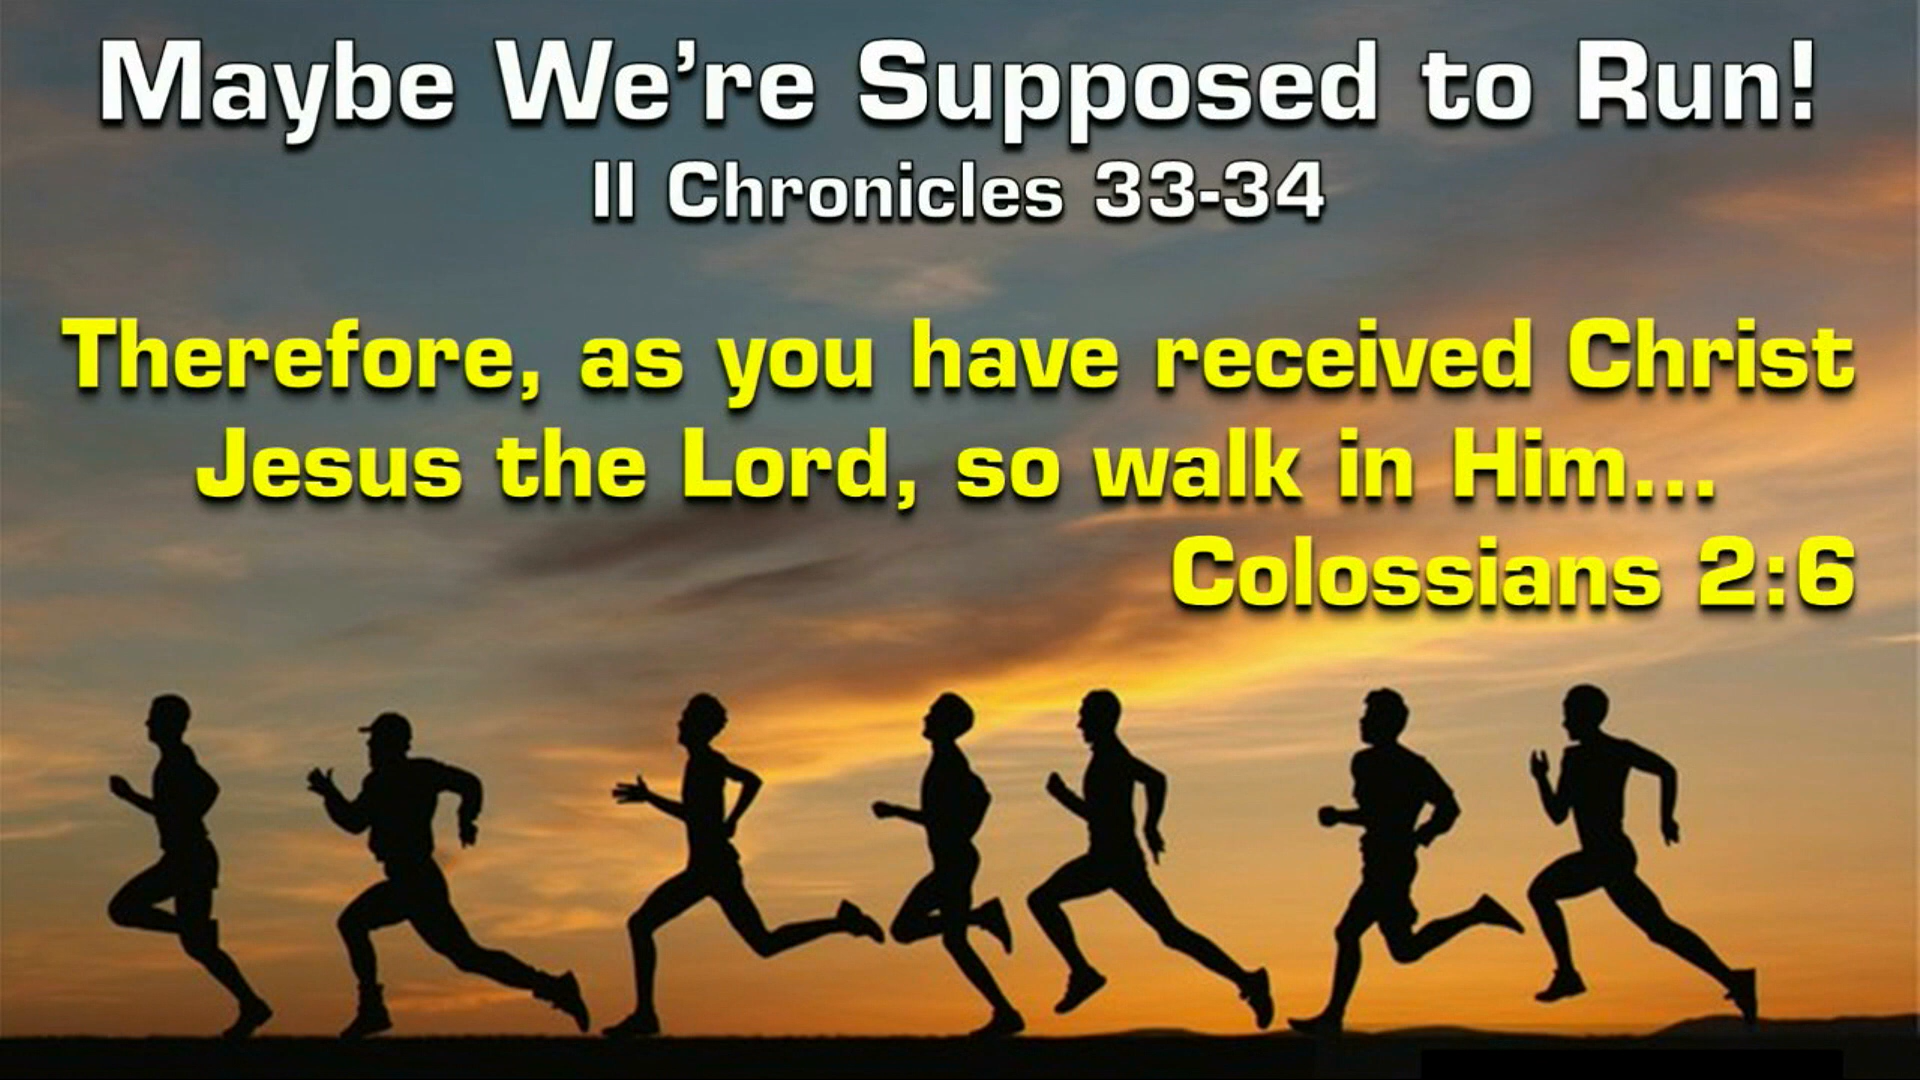 Maybe We’re Supposed to Run!
II Chronicles 33-34
Therefore, as you have received Christ
Jesus the Lord, so walk in Him...
Colossians 2:6